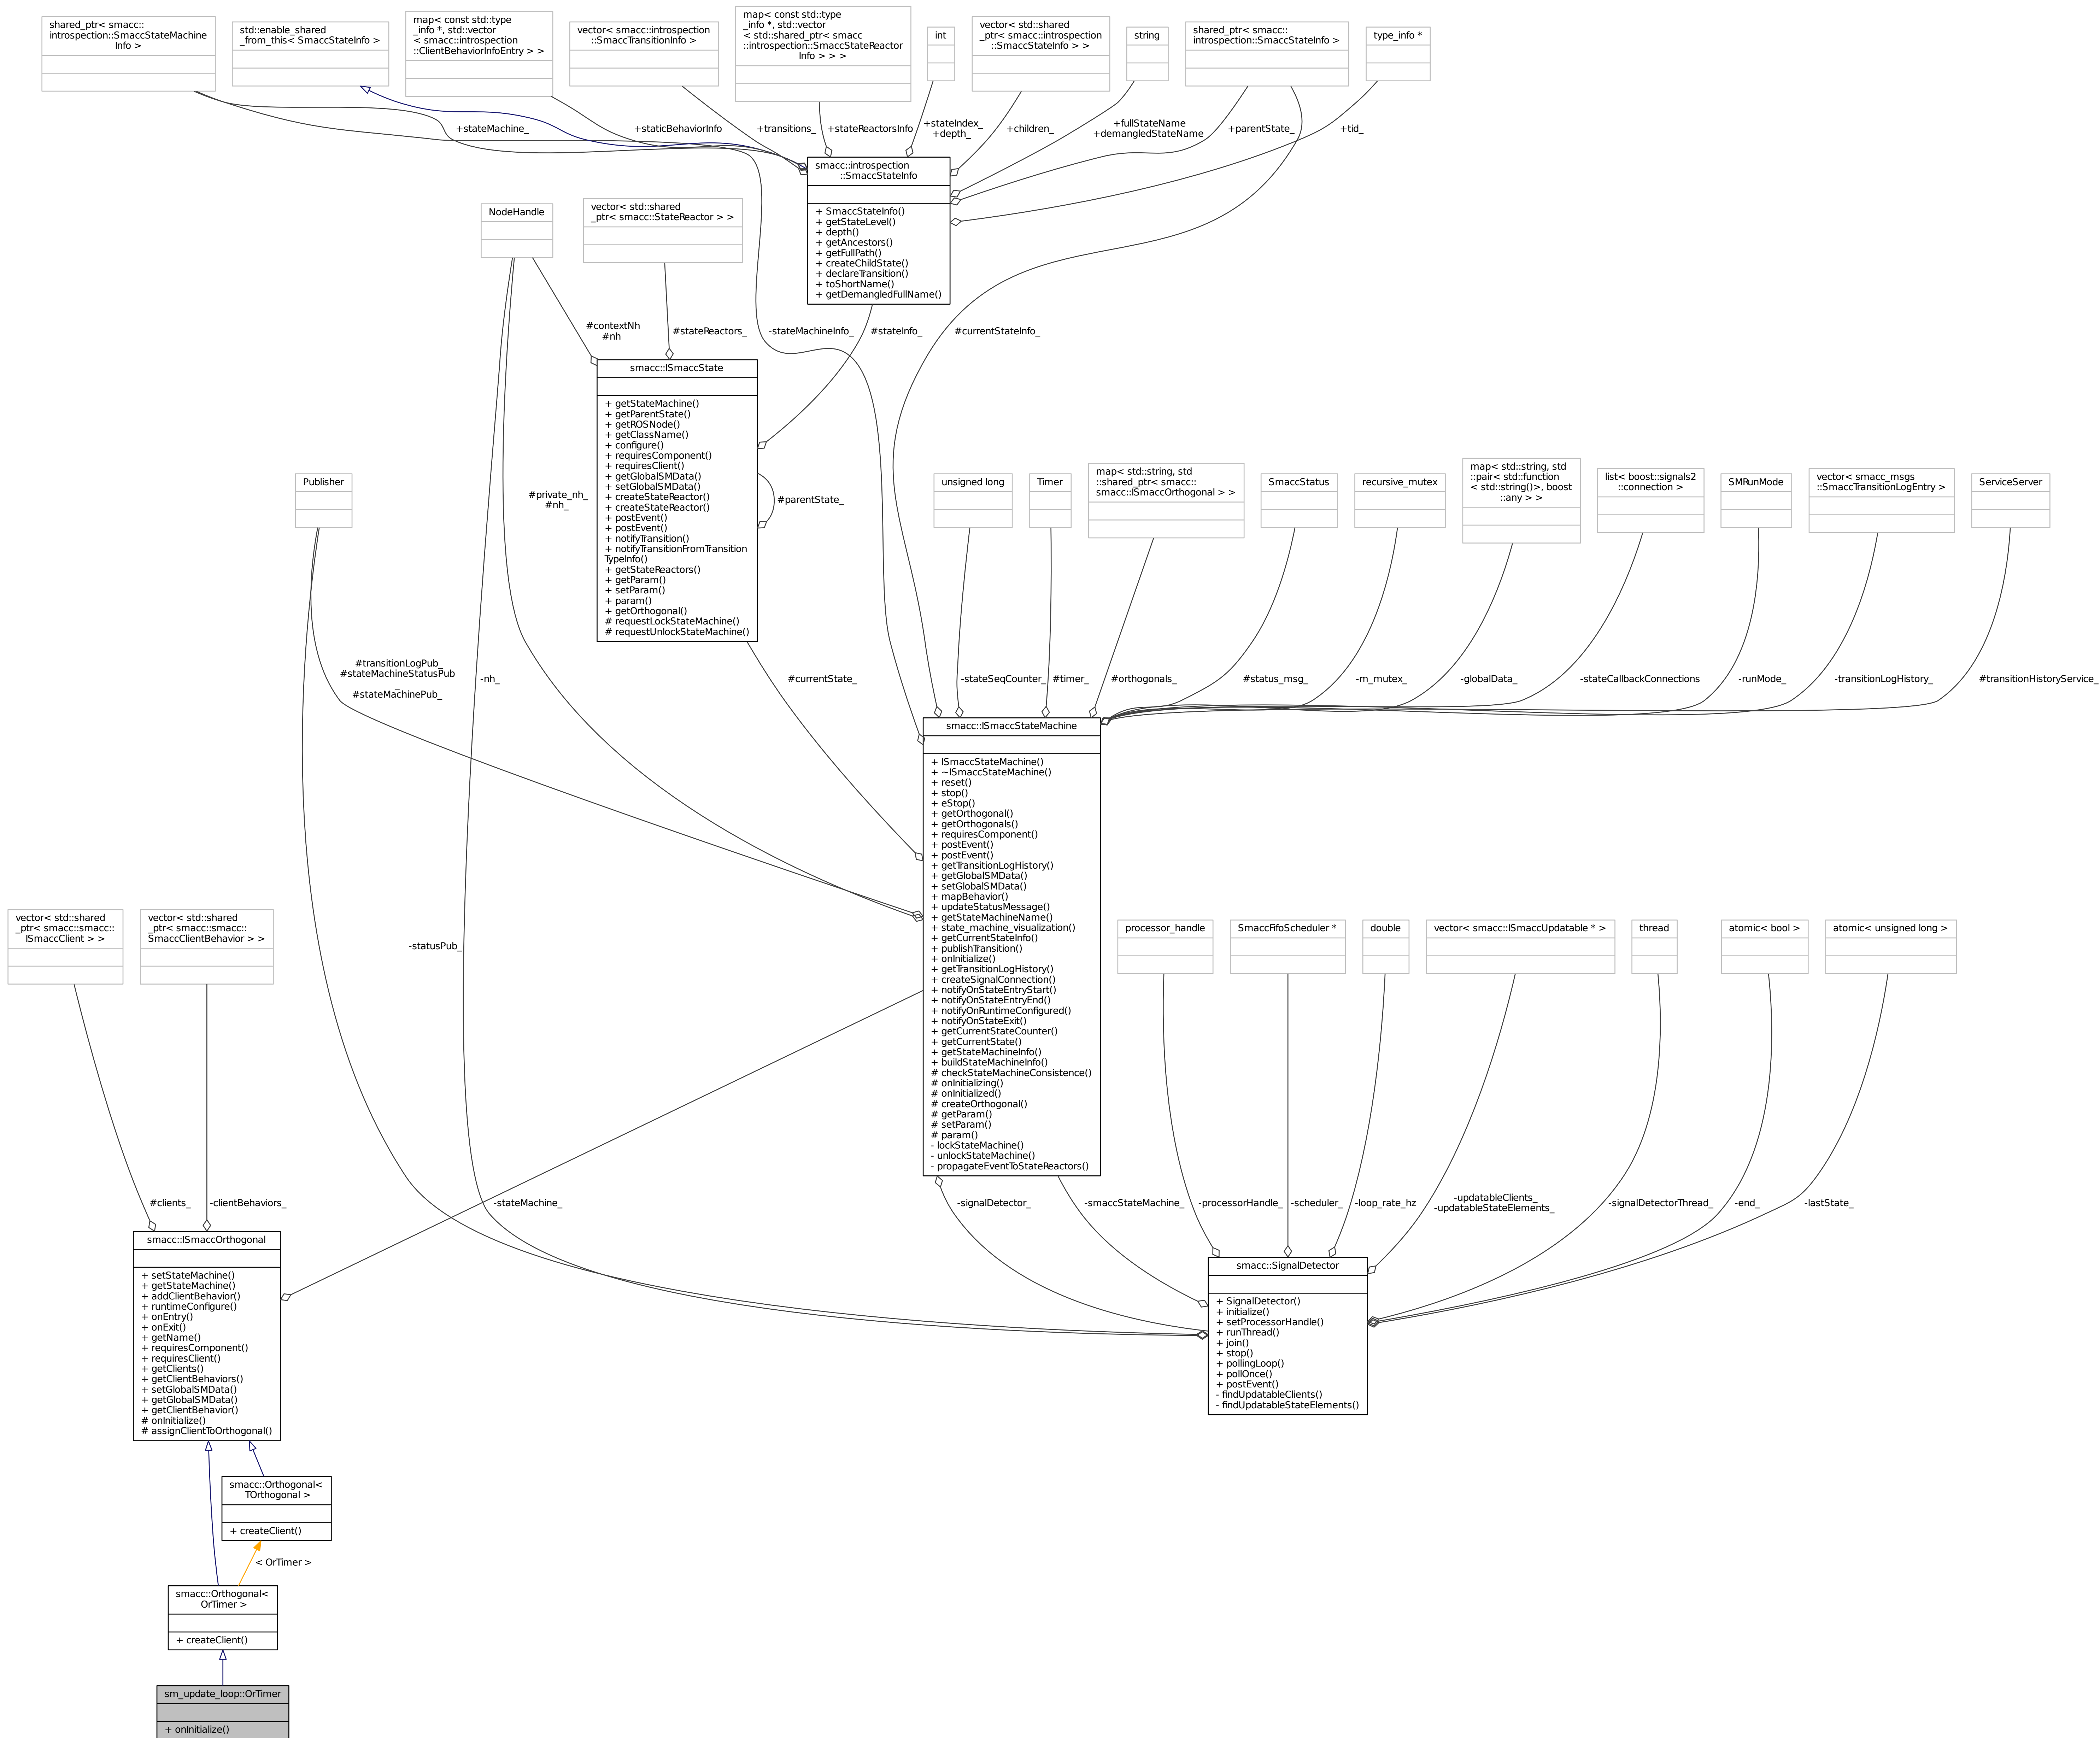 shared_ptr< smacc::
introspection::SmaccStateMachine
Info >
std::enable_shared
_from_this< SmaccStateInfo >
map< const std::type
_info *, std::vector
< smacc::introspection
::ClientBehaviorInfoEntry > >
vector< smacc::introspection
::SmaccTransitionInfo >
map< const std::type
_info *, std::vector
< std::shared_ptr< smacc
::introspection::SmaccStateReactor
Info > > >
int
vector< std::shared
_ptr< smacc::introspection
::SmaccStateInfo > >
string
shared_ptr< smacc::
introspection::SmaccStateInfo >
type_info *
+stateMachine_
+staticBehaviorInfo
+transitions_
+stateReactorsInfo
+stateIndex_
+depth_
+children_
+fullStateName
+demangledStateName
+parentState_
+tid_
smacc::introspection
::SmaccStateInfo
+ SmaccStateInfo()
+ getStateLevel()
+ depth()
+ getAncestors()
+ getFullPath()
+ createChildState()
+ declareTransition()
+ toShortName()
+ getDemangledFullName()
NodeHandle
vector< std::shared
_ptr< smacc::StateReactor > >
#contextNh
#nh
#stateReactors_
-stateMachineInfo_
#stateInfo_
#currentStateInfo_
smacc::ISmaccState
+ getStateMachine()
+ getParentState()
+ getROSNode()
+ getClassName()
+ configure()
+ requiresComponent()
+ requiresClient()
+ getGlobalSMData()
+ setGlobalSMData()
+ createStateReactor()
+ createStateReactor()
+ postEvent()
+ postEvent()
+ notifyTransition()
+ notifyTransitionFromTransition
TypeInfo()
+ getStateReactors()
+ getParam()
+ setParam()
+ param()
+ getOrthogonal()
# requestLockStateMachine()
# requestUnlockStateMachine()
#parentState_
#private_nh_
#nh_
Publisher
unsigned long
Timer
map< std::string, std
::shared_ptr< smacc::
smacc::ISmaccOrthogonal > >
SmaccStatus
recursive_mutex
map< std::string, std
::pair< std::function
< std::string()>, boost
::any > >
list< boost::signals2
::connection >
SMRunMode
vector< smacc_msgs
::SmaccTransitionLogEntry >
ServiceServer
#transitionLogPub_
#stateMachineStatusPub
_
#stateMachinePub_
-nh_
#currentState_
-stateSeqCounter_
#timer_
#orthogonals_
#status_msg_
-m_mutex_
-globalData_
-stateCallbackConnections
-runMode_
-transitionLogHistory_
#transitionHistoryService_
smacc::ISmaccStateMachine
+ ISmaccStateMachine()
+ ~ISmaccStateMachine()
+ reset()
+ stop()
+ eStop()
+ getOrthogonal()
+ getOrthogonals()
+ requiresComponent()
+ postEvent()
+ postEvent()
+ getTransitionLogHistory()
+ getGlobalSMData()
+ setGlobalSMData()
+ mapBehavior()
+ updateStatusMessage()
+ getStateMachineName()
+ state_machine_visualization()
+ getCurrentStateInfo()
+ publishTransition()
+ onInitialize()
+ getTransitionLogHistory()
+ createSignalConnection()
+ notifyOnStateEntryStart()
+ notifyOnStateEntryEnd()
+ notifyOnRuntimeConfigured()
+ notifyOnStateExit()
+ getCurrentStateCounter()
+ getCurrentState()
+ getStateMachineInfo()
+ buildStateMachineInfo()
# checkStateMachineConsistence()
# onInitializing()
# onInitialized()
# createOrthogonal()
# getParam()
# setParam()
# param()
- lockStateMachine()
- unlockStateMachine()
- propagateEventToStateReactors()
vector< std::shared
_ptr< smacc::smacc::
ISmaccClient > >
vector< std::shared
_ptr< smacc::smacc::
SmaccClientBehavior > >
-statusPub_
processor_handle
SmaccFifoScheduler *
double
vector< smacc::ISmaccUpdatable * >
thread
atomic< bool >
atomic< unsigned long >
#clients_
-clientBehaviors_
-stateMachine_
-signalDetector_
-smaccStateMachine_
-processorHandle_
-scheduler_
-loop_rate_hz
-updatableClients_
-updatableStateElements_
-signalDetectorThread_
-end_
-lastState_
smacc::ISmaccOrthogonal
+ setStateMachine()
+ getStateMachine()
+ addClientBehavior()
+ runtimeConfigure()
+ onEntry()
+ onExit()
+ getName()
+ requiresComponent()
+ requiresClient()
+ getClients()
+ getClientBehaviors()
+ setGlobalSMData()
+ getGlobalSMData()
+ getClientBehavior()
# onInitialize()
# assignClientToOrthogonal()
smacc::SignalDetector
+ SignalDetector()
+ initialize()
+ setProcessorHandle()
+ runThread()
+ join()
+ stop()
+ pollingLoop()
+ pollOnce()
+ postEvent()
- findUpdatableClients()
- findUpdatableStateElements()
smacc::Orthogonal<
TOrthogonal >
+ createClient()
< OrTimer >
smacc::Orthogonal<
OrTimer >
+ createClient()
sm_update_loop::OrTimer
+ onInitialize()